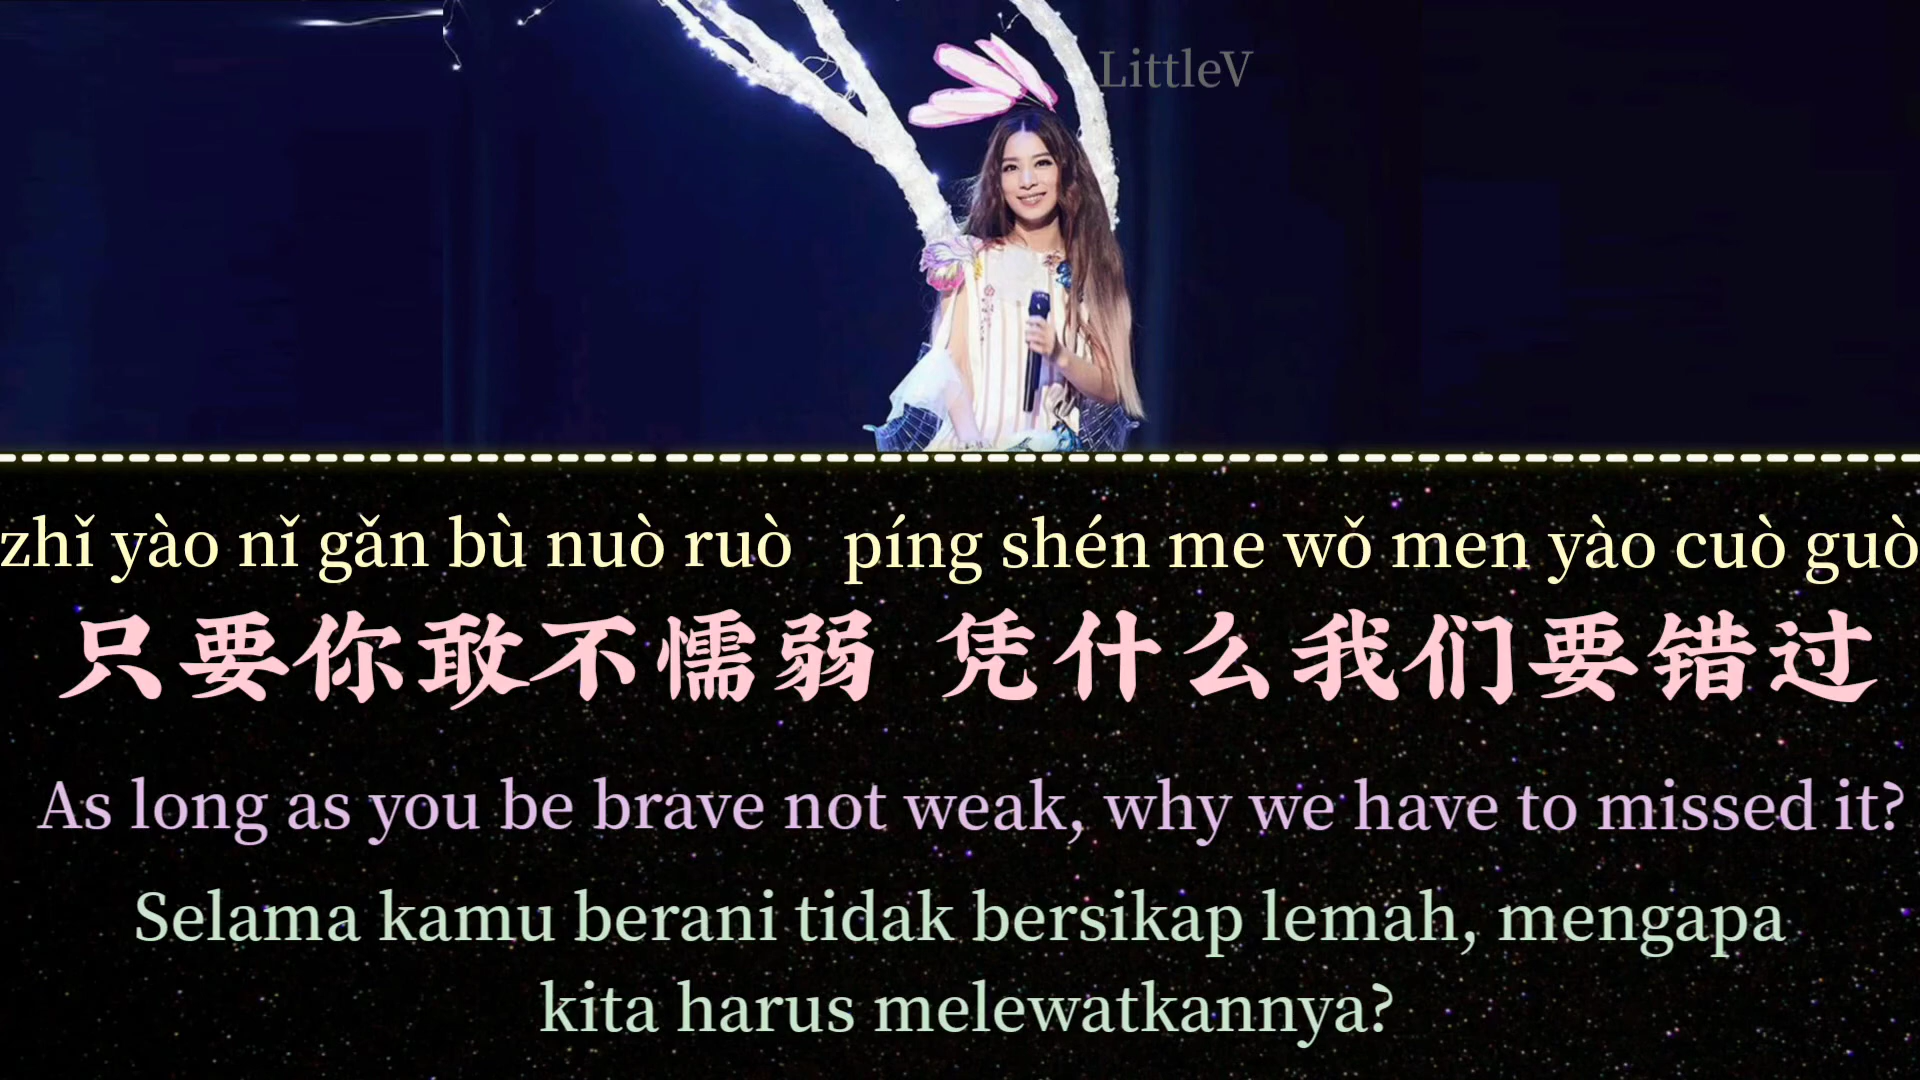 LittleV
zhǐ yào nǐ gǎn bù nuò ruò   píng shén me wǒ men yào cuò guò
只要你敢不懦弱 凭什么我们要错过
As long as you be brave not weak, why we have to missed it?
Selama kamu berani tidak bersikap lemah, mengapa
kita harus melewatkannya?